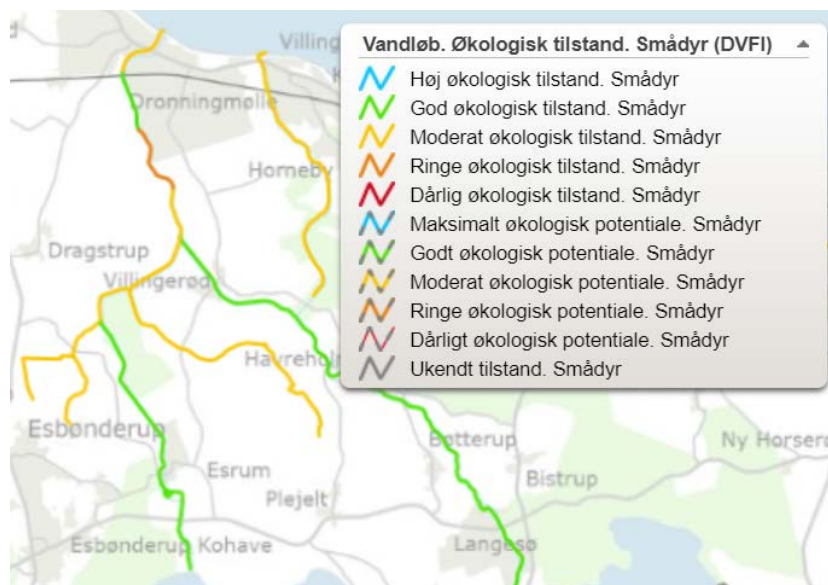 Villing
Vandløb. Økologisk tilstand. Smådyr (DVFI)
Høj økologisk tilstand. Smådyr
God økologisk tilstand. Smådyr
Moderat økologisk tilstand. Smådyr
Ringe økologisk tilstand. Smådyr
Dårlig økologisk tilstand. Smådyr
Maksimalt økologisk potentiale. Smådyr
Godt økologisk potentiale. Smådyr
Moderat økologisk potentiale. Smådyr
Ringe økologisk potentiale. Smådyr
Dårligt økologisk potentiale. Smådyr
Ukendt tilstand. Smådyr
Dronningmølle
Horneby
Dragstrup
Villingerød
Havreholm
Esbønderup
Bøtterup
Ny Horserø
Esrum
Bistrup
Plejelt
Esbønderup Kohave
Langesø